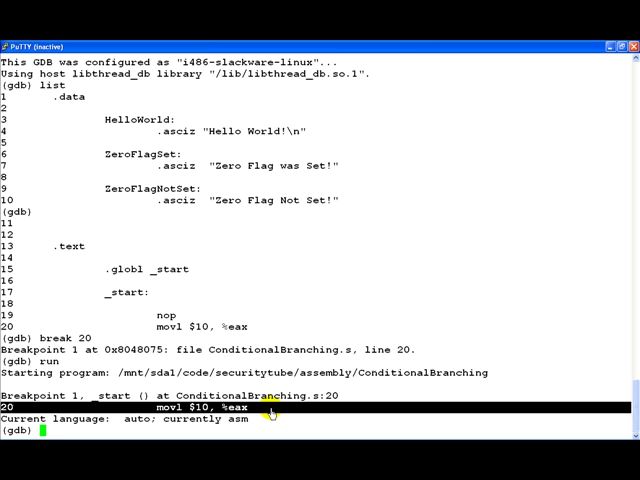 PuTTY (inactive)
This GDB was configured as "i486-slackware-linux"...
Using host libthread_db library "/lib/libthread_db.so.1".
(gdb) list
1 .data
2
3 HelloWorld:
4 .asciz "Hello World!\n"
5
6 ZeroFlagSet:
7 .asciz "Zero Flag was Set!"
8
9 ZeroFlagNotSet:
10 .asciz "Zero Flag Not Set!"
(gdb)
11
12
13 .text
14
15 .globl _start
16
17 _start:
18
19 nop
20 movl $10, %eax
(gdb) break 20
Breakpoint 1 at 0x8048075: file ConditionalBranching.s, line 20.
(gdb) run
Starting program: /mnt/sda1/code/securitytube/assembly/ConditionalBranching
Breakpoint 1, _start () at ConditionalBranching.s:20
20 movl $10, %eax
Current language: auto; currently asm
(gdb)